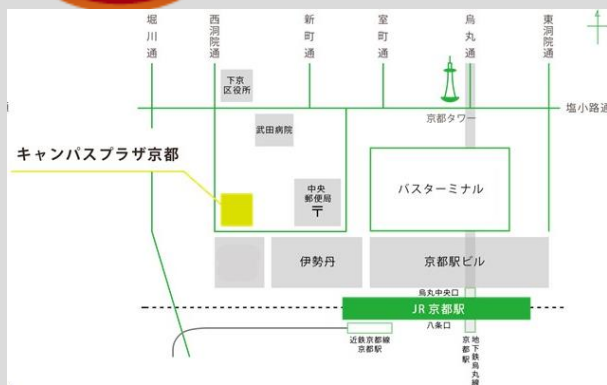 堀川通
西洞院通
新町通
室町通
烏丸通
東洞院通
下京
区役所
塩小路通
京都タワー
武田病院
キャンパスプラザ京都
中央
郵便局
〒
バスターミナル
伊勢丹
京都駅ビル
烏丸中央口
JR 京都駅
八条口
近鉄京都線
京都駅
地下鉄烏丸線
京都駅